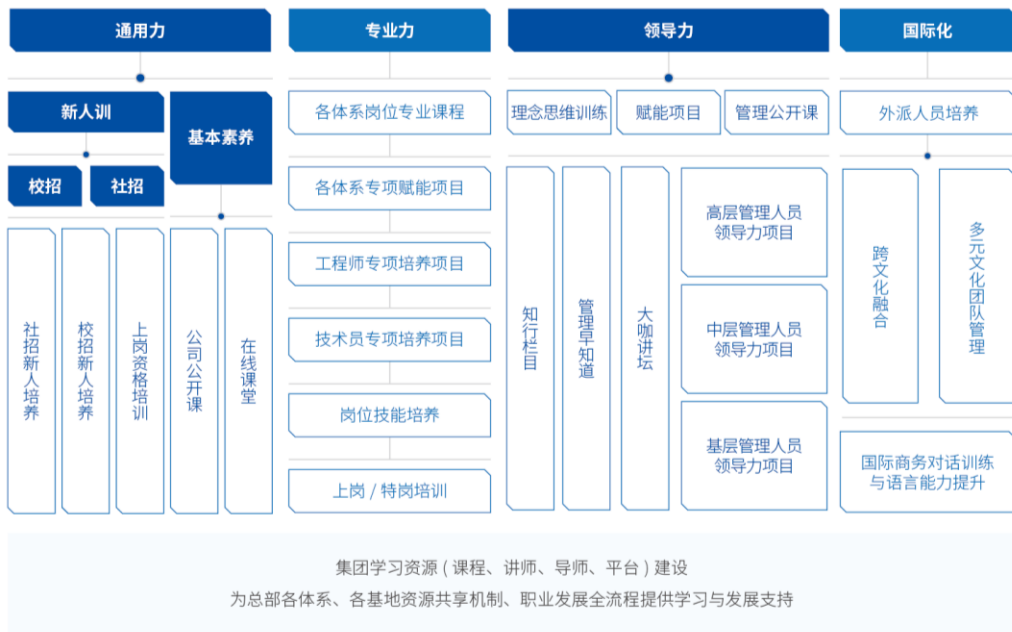 通用力
专业力
领导力
国际化
新人训
基本素养
校招
社招
社招新人培养
校招新人培养
上岗资格培训
公司公开课
在线课堂
各体系岗位专业课程
各体系专项赋能项目
工程师专项培养项目
技术员专项培养项目
岗位技能培养
上岗 / 特岗培训
理念思维训练
赋能项目
管理公开课
知行栏目
管理早知道
大咖讲坛
高层管理人员
领导力项目
中层管理人员
领导力项目
基层管理人员
领导力项目
外派人员培养
跨文化融合
多元文化团队管理
国际商务对话训练
与语言能力提升
集团学习资源 ( 课程、讲师、导师、平台 ) 建设
为总部各体系、各基地资源共享机制、职业发展全流程提供学习与发展支持